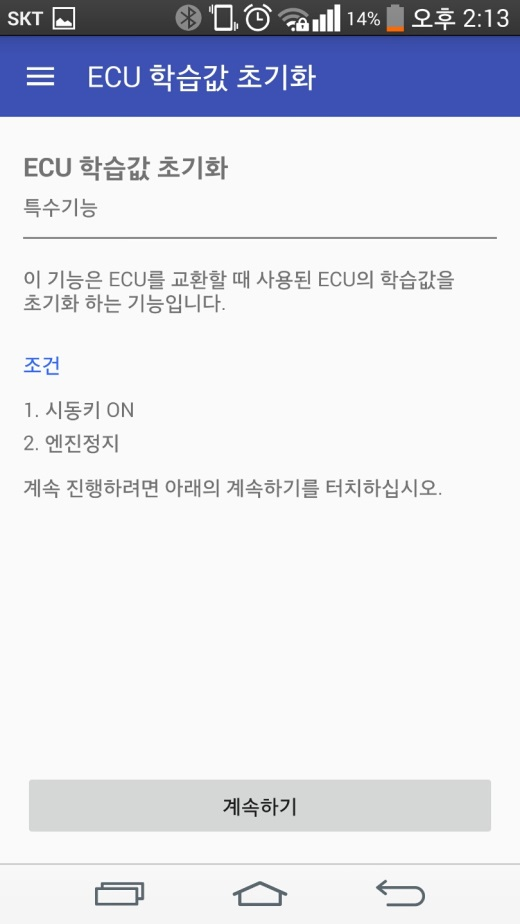 SKT 14% 오후 2:13
ECU 학습값 초기화
ECU 학습값 초기화
특수기능
이 기능은 ECU를 교환할 때 사용된 ECU의 학습값을
초기화 하는 기능입니다.
조건
1. 시동키 ON
2. 엔진정지
계속 진행하려면 아래의 계속하기를 터치하십시오.
계속하기